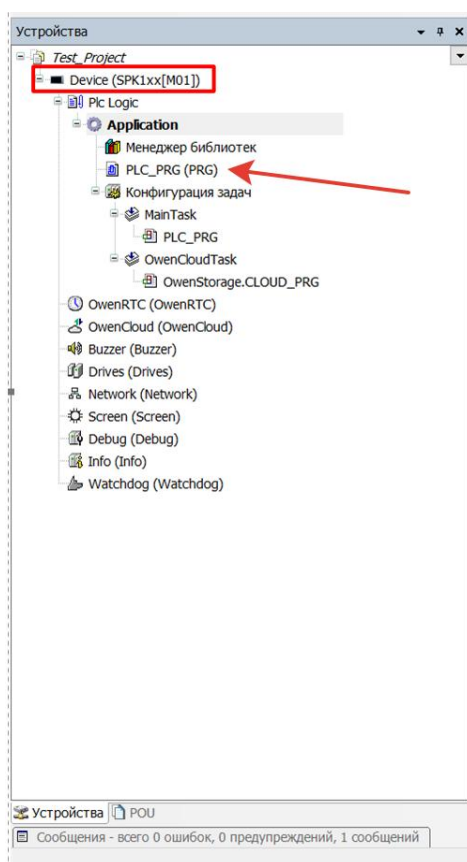 Устройства
Test_Project
Device (SPK1xx[M01])
Plc Logic
Application
Менеджер библиотек
PLC_PRG (PRG)
Конфигурация задач
MainTask
PLC_PRG
OwenCloudTask
OwenStorage.CLOUD_PRG
OwenRTC (OwenRTC)
OwenCloud (OwenCloud)
Buzzer (Buzzer)
Drives (Drives)
Network (Network)
Screen (Screen)
Debug (Debug)
Info (Info)
Watchdog (Watchdog)
Устройства POU
Сообщения - всего 0 ошибок, 0 предупреждений, 1 сообщений